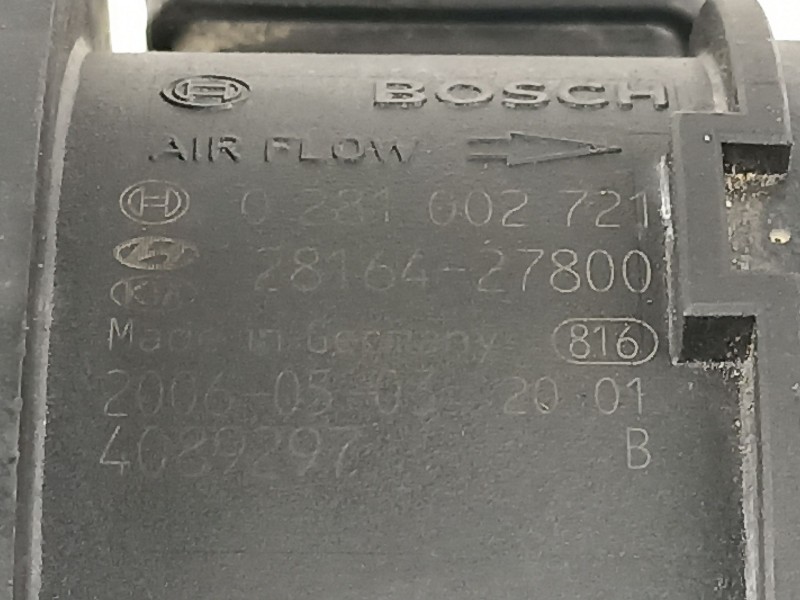 BOSCH
AIR FLOW
0 281 002 721
28164-27800
KIA
Made in Germany 816
2006-05-03 20 01
4089297 B